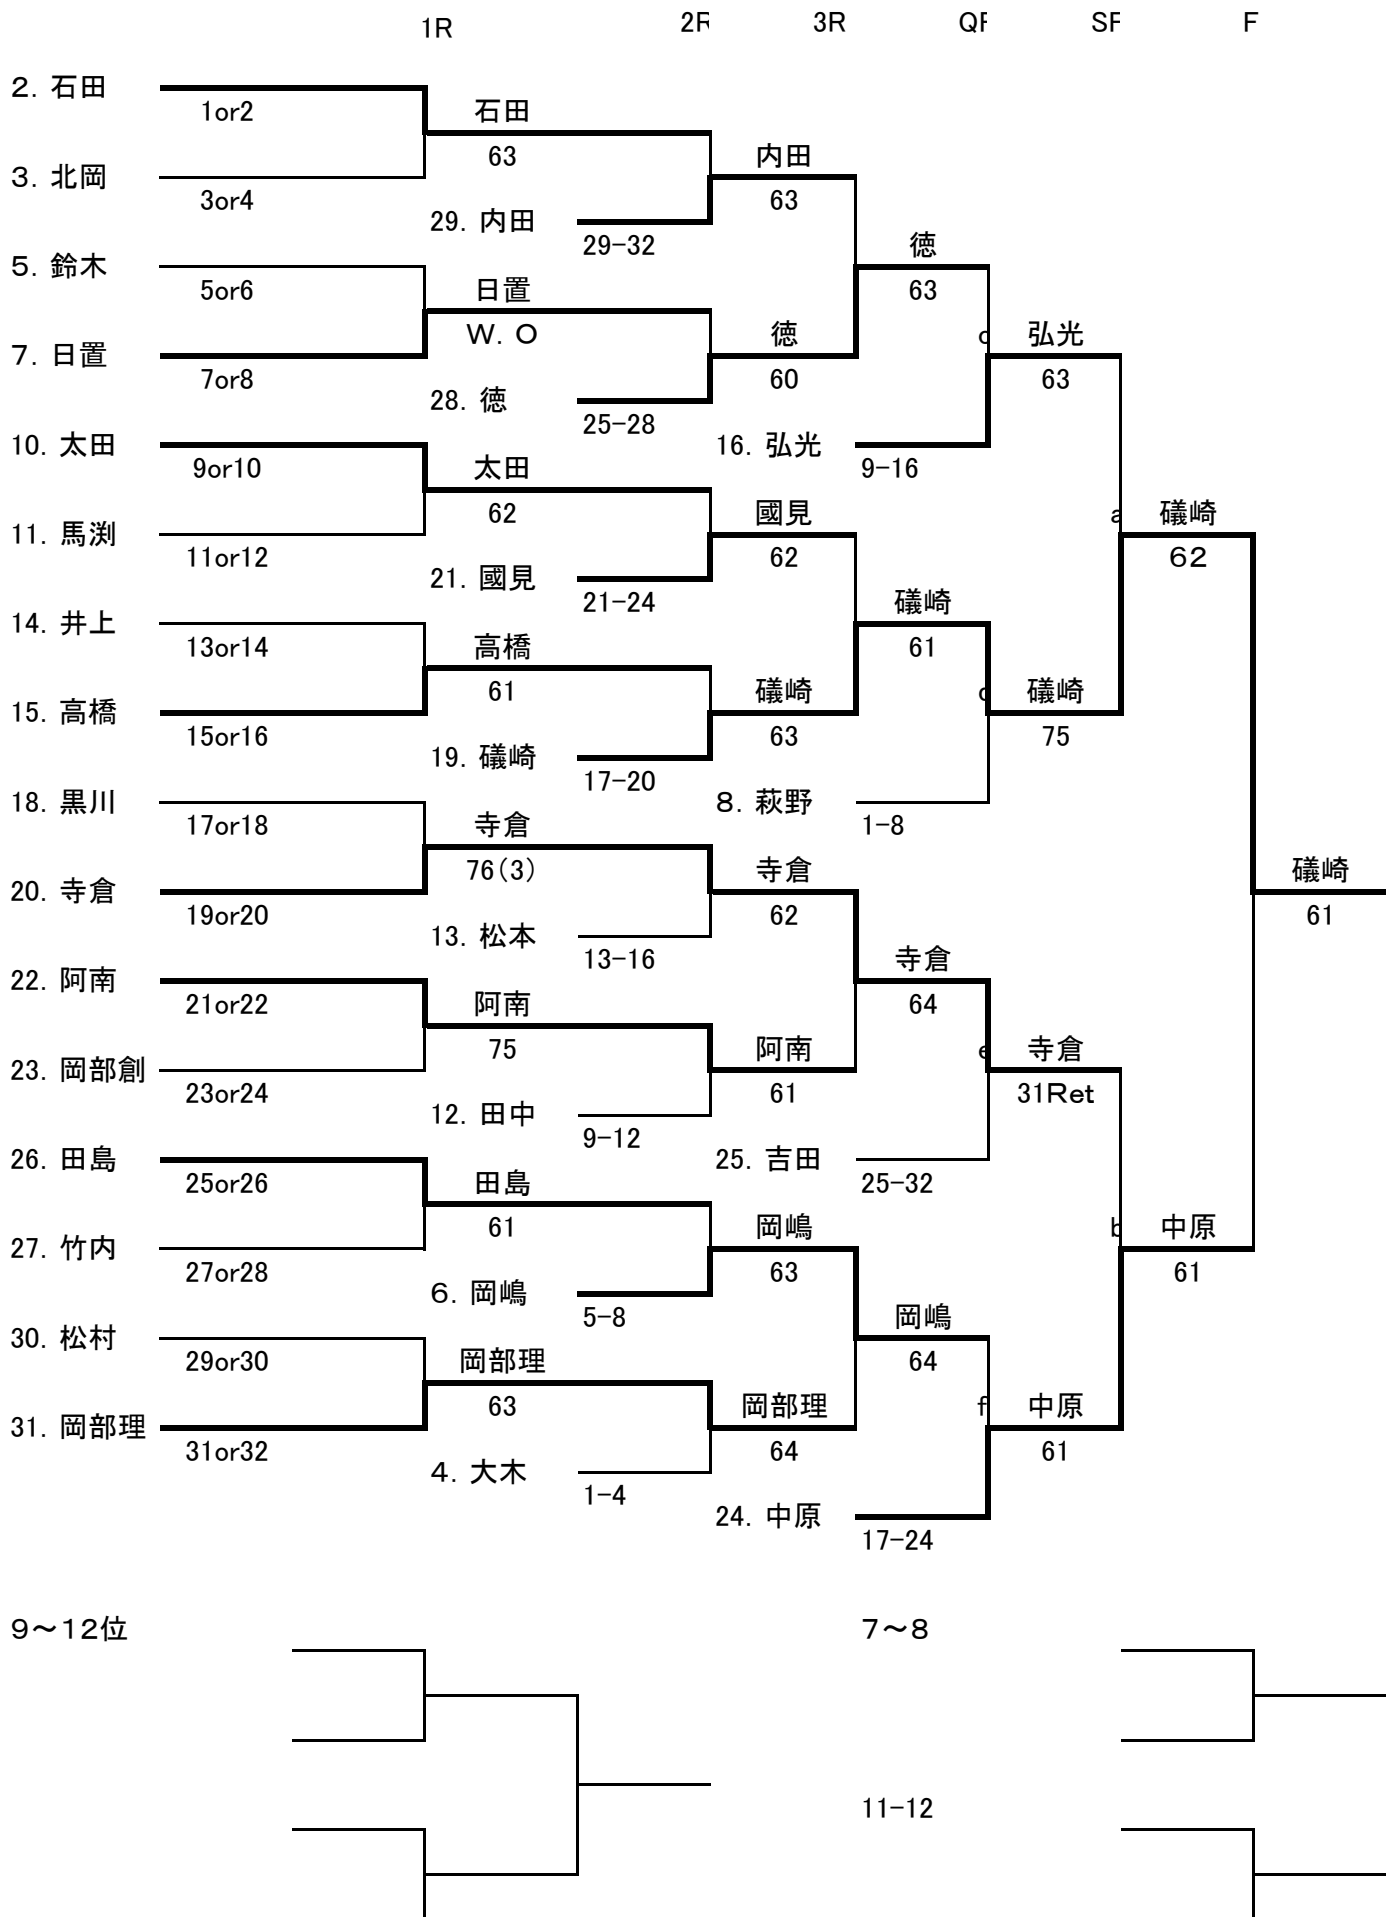 1R 2R 3R QF SF F
2. 石田
1or2
石田
63
3. 北岡
3or4
内田
63
29. 内田
29-32
5. 鈴木
5or6
徳
63
日置
W. O
7. 日置
7or8
徳
60
c
弘光
63
28. 徳
25-28
10. 太田
9or10
16. 弘光
9-16
太田
62
11. 馬渕
11or12
國見
62
a
礒崎
62
21. 國見
21-24
14. 井上
13or14
礒崎
61
高橋
61
15. 高橋
15or16
礒崎
63
d
礒崎
75
19. 礒崎
17-20
18. 黒川
17or18
8. 萩野
1-8
寺倉
76(3)
20. 寺倉
19or20
寺倉
62
礒崎
61
13. 松本
13-16
22. 阿南
21or22
寺倉
64
阿南
75
23. 岡部創
23or24
阿南
61
e
寺倉
31Ret
12. 田中
9-12
26. 田島
25or26
25. 吉田
25-32
田島
61
27. 竹内
27or28
岡嶋
63
b
中原
61
6. 岡嶋
5-8
30. 松村
29or30
岡嶋
64
岡部理
63
31. 岡部理
31or32
岡部理
64
f
中原
61
4. 大木
1-4
24. 中原
17-24
9～12位
7～8
11-12